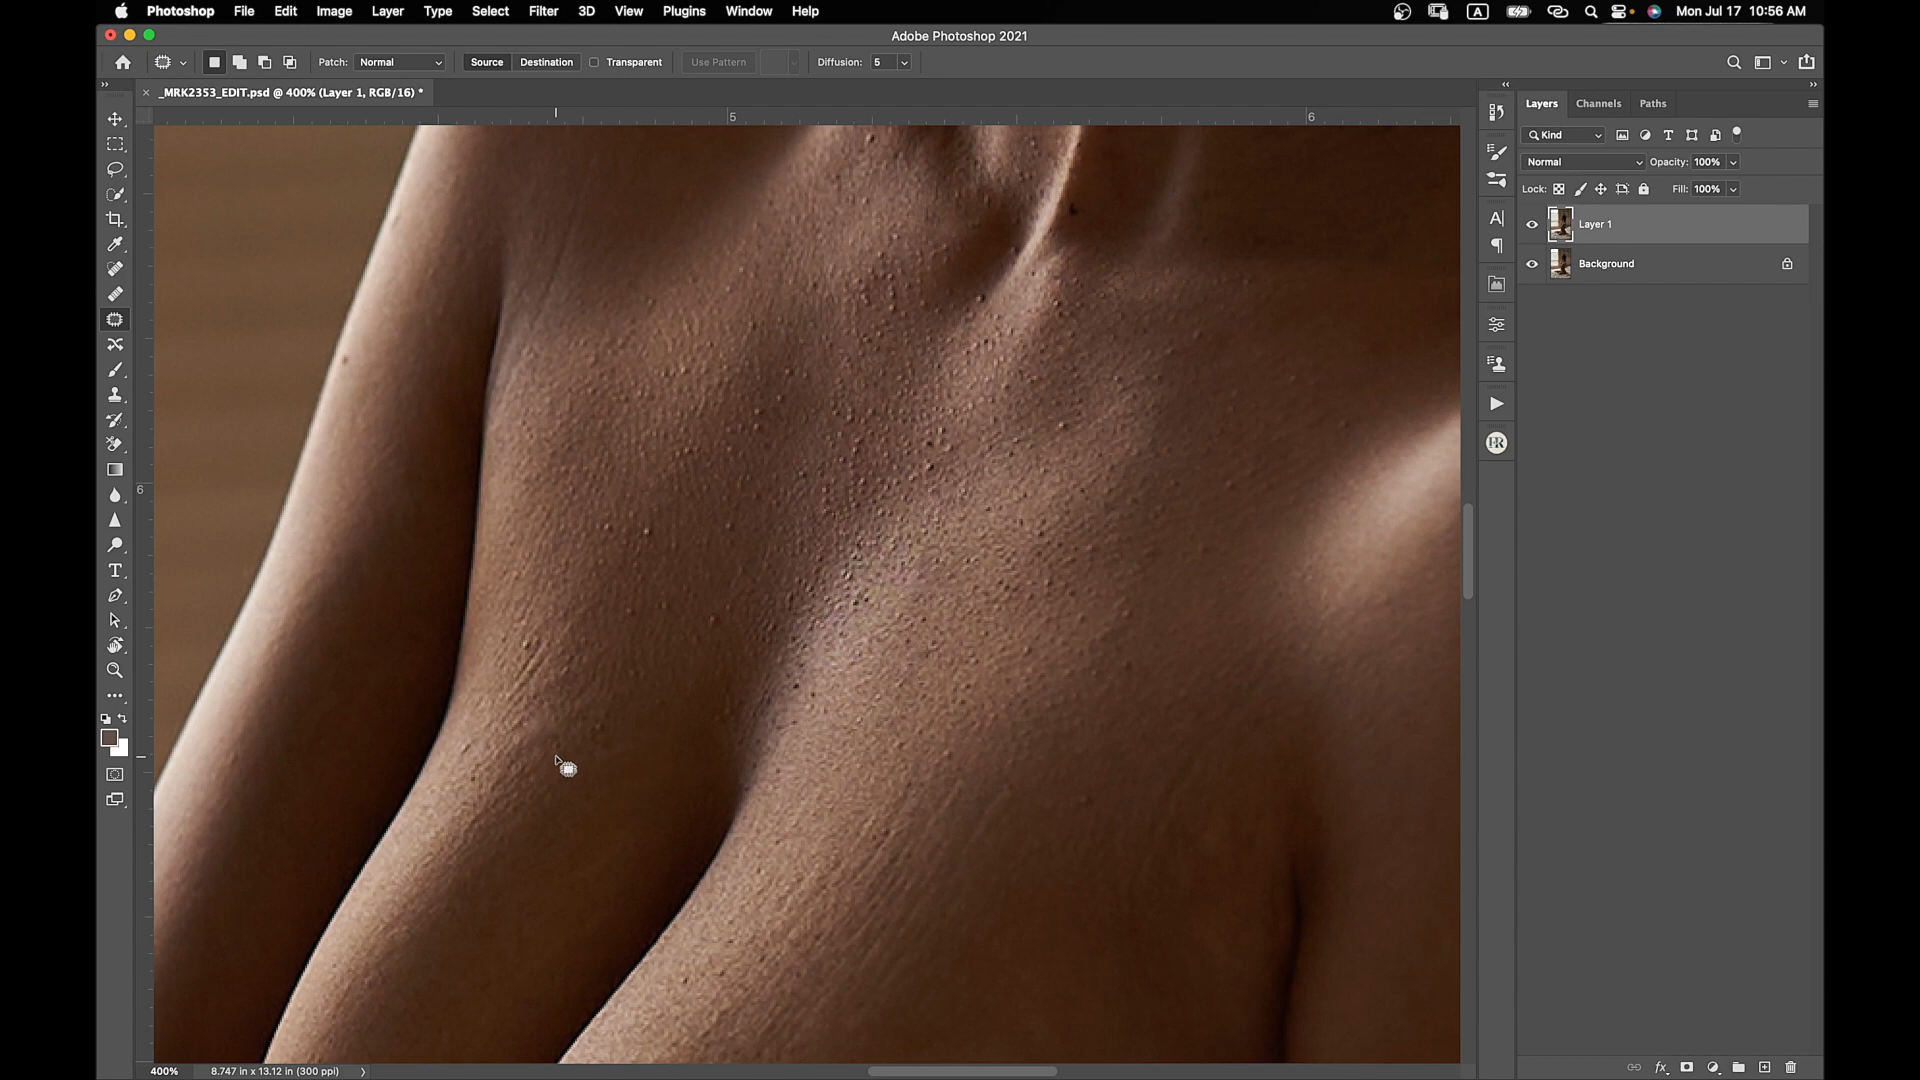 Photoshop File Edit Image Layer Type Select Filter 3D View Plugins Window Help A Mon Jul 17 10:56 AM
Adobe Photoshop 2021
Patch: Normal Source Destination Transparent Use Pattern Diffusion: 5
_MRK2353_EDIT.psd @ 400% (Layer 1, RGB/16) *
Layers Channels Paths
5 6
Kind
Normal Opacity: 100%
Lock: Fill: 100%
Layer 1
Background
6
400% 8.747 in x 13.12 in (300 ppi)